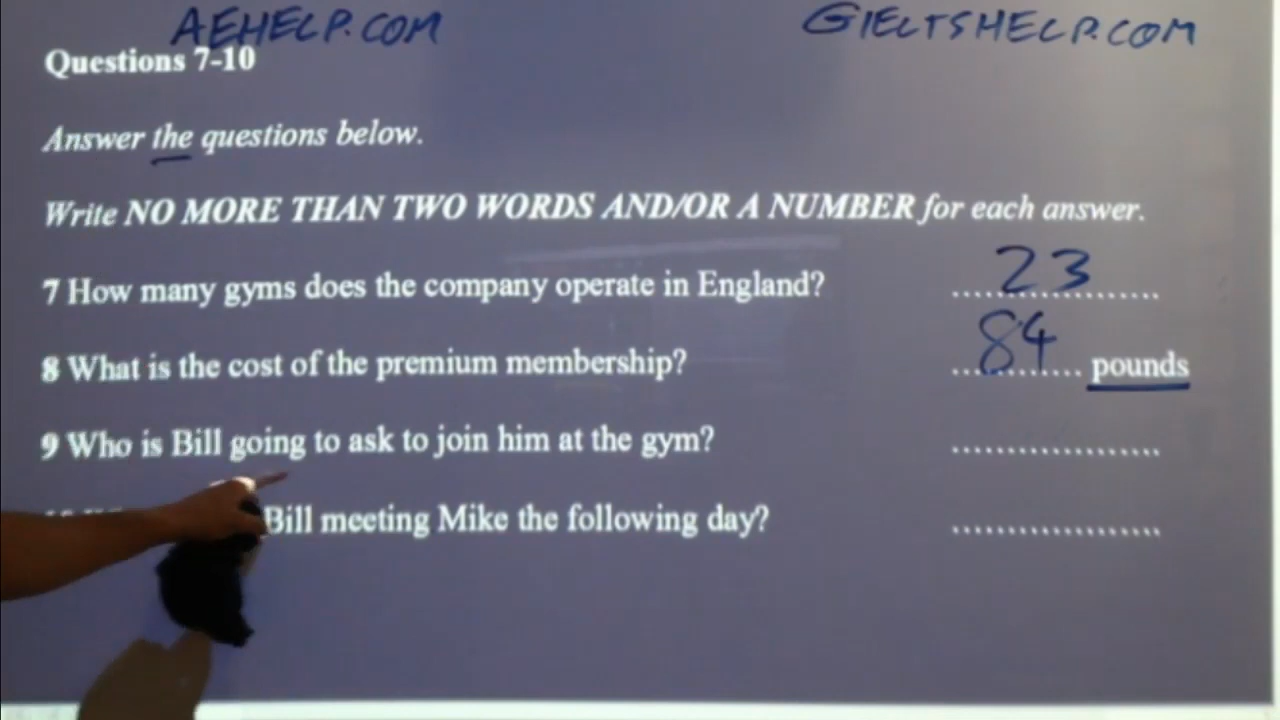 AEHELP.COM GIELTSHELP.COM
Questions 7-10
Answer the questions below.
Write NO MORE THAN TWO WORDS AND/OR A NUMBER for each answer.
7 How many gyms does the company operate in England? ....23....
8 What is the cost of the premium membership? ....84.... pounds
9 Who is Bill going to ask to join him at the gym? ..................
Bill meeting Mike the following day? ..................